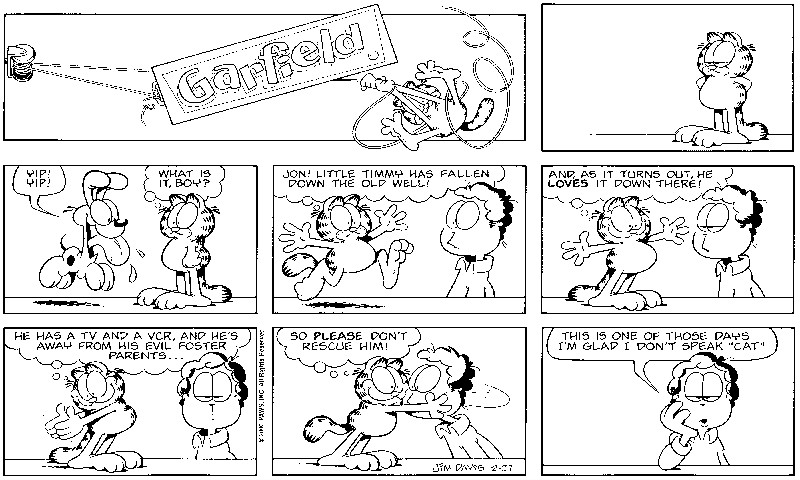 Garfield
YIP!
YIP!
WHAT IS
IT, BOY?
JON! LITTLE TIMMY HAS FALLEN
DOWN THE OLD WELL!
AND, AS IT TURNS OUT, HE
LOVES IT DOWN THERE!
HE HAS A TV AND A VCR, AND HE'S
AWAY FROM HIS EVIL FOSTER
PARENTS...
SO PLEASE DON'T
RESCUE HIM!
JIM DAVIS 2-27
THIS IS ONE OF THOSE DAYS
I'M GLAD I DON'T SPEAK "CAT"